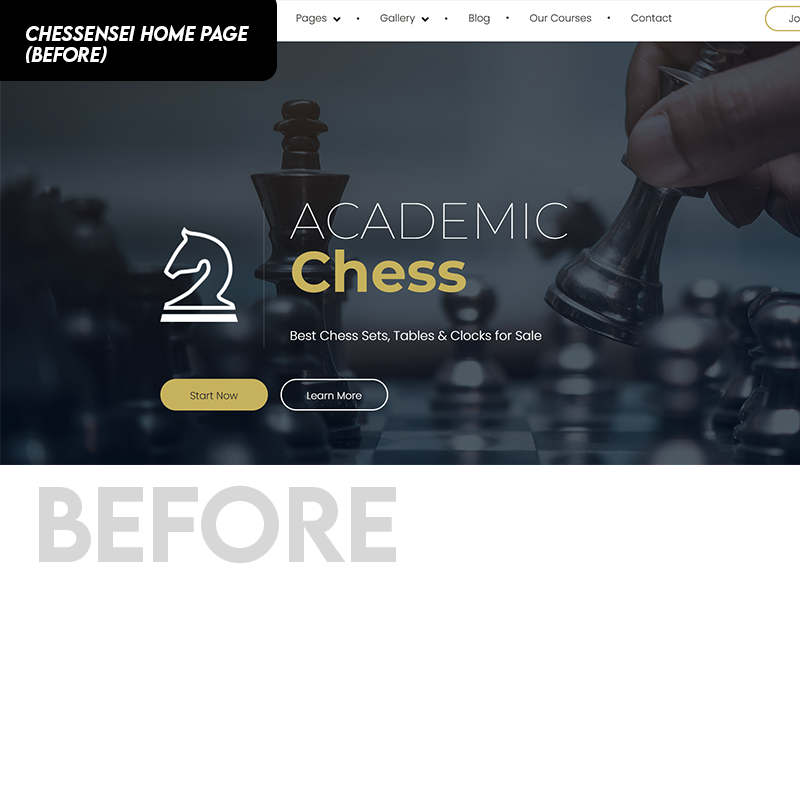 CHESSENSEI HOME PAGE
(BEFORE)
Pages • Gallery • Blog • Our Courses • Contact
Jo
ACADEMIC
Chess
Best Chess Sets, Tables & Clocks for Sale
Start Now
Learn More
BEFORE